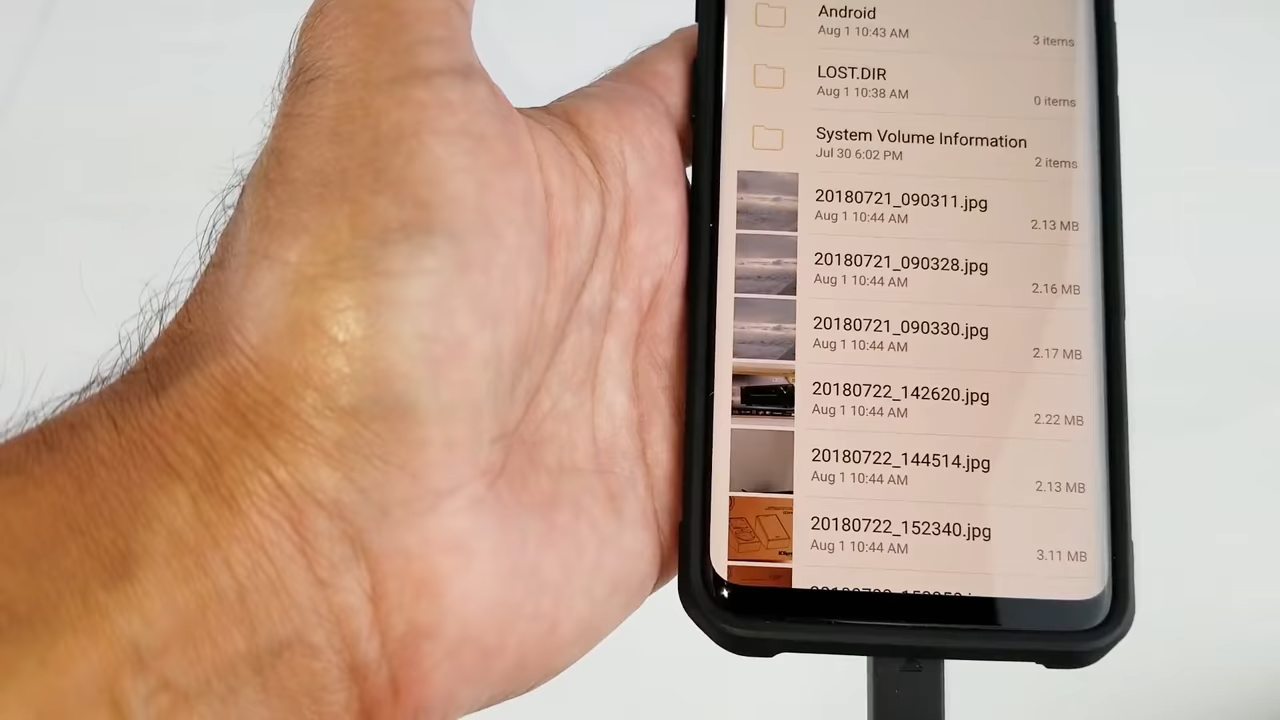 Android
Aug 1 10:43 AM
3 items
LOST.DIR
Aug 1 10:38 AM
0 items
System Volume Information
Jul 30 6:02 PM
2 items
20180721_090311.jpg
Aug 1 10:44 AM
2.13 MB
20180721_090328.jpg
Aug 1 10:44 AM
2.16 MB
20180721_090330.jpg
Aug 1 10:44 AM
2.17 MB
20180722_142620.jpg
Aug 1 10:44 AM
2.22 MB
20180722_144514.jpg
Aug 1 10:44 AM
2.13 MB
20180722_152340.jpg
Aug 1 10:44 AM
3.11 MB